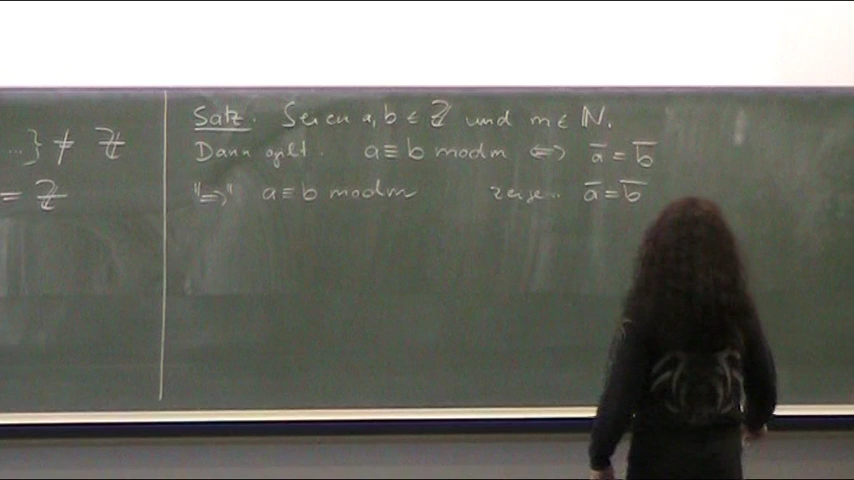 ...} ≠ ℤ
= ℤ
Satz. Seien a, b ∈ ℤ und m ∈ ℕ.
Dann gilt: a ≡ b mod m ⇔ a̅ = b̅
"⇒" a ≡ b mod m zeige: a̅ = b̅